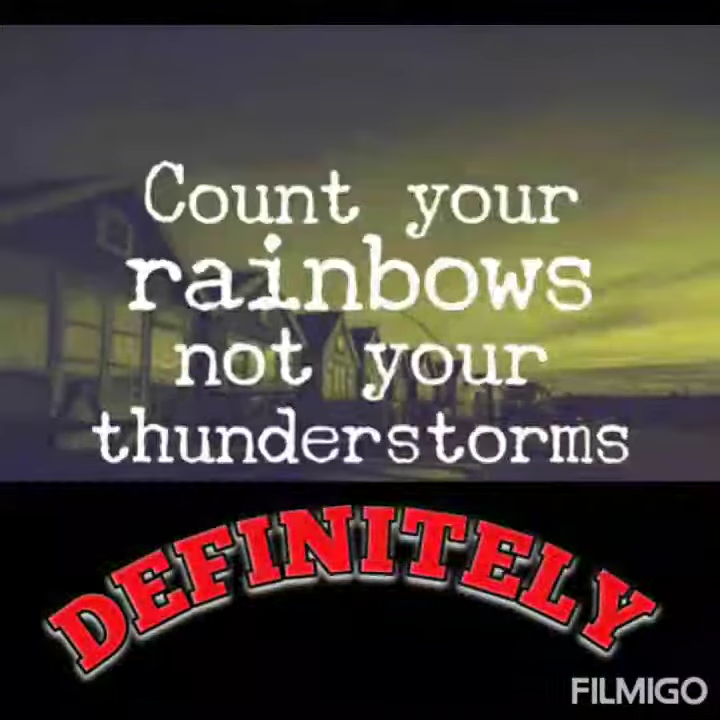 Count your
rainbows
not your
thunderstorms
DEFINITELY
FILMIGO